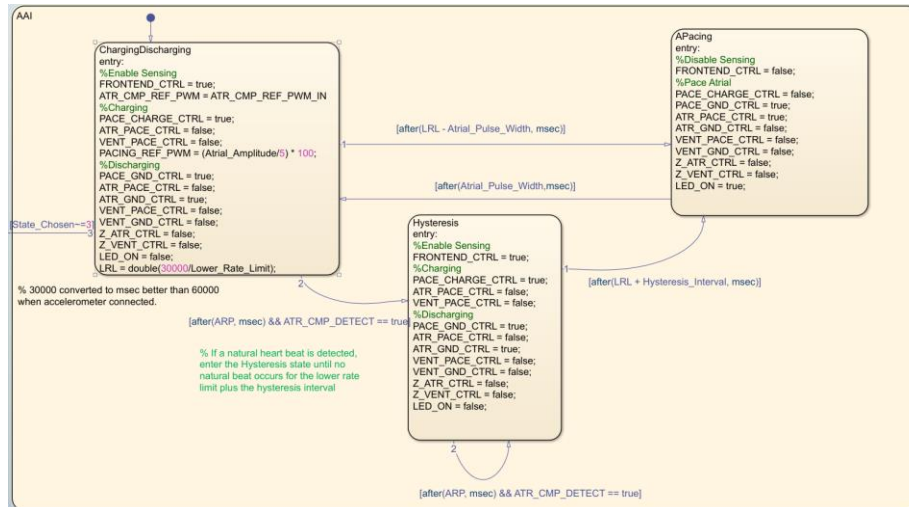 AAI
ChargingDischarging
entry:
%Enable Sensing
FRONTEND_CTRL = true;
ATR_CMP_REF_PWM = ATR_CMP_REF_PWM_IN
%Charging
PACE_CHARGE_CTRL = true;
ATR_PACE_CTRL = false;
VENT_PACE_CTRL = false;
PACING_REF_PWM = (Atrial_Amplitude/5) * 100;
%Discharging
PACE_GND_CTRL = true;
ATR_PACE_CTRL = false;
ATR_GND_CTRL = true;
VENT_PACE_CTRL = false;
VENT_GND_CTRL = false;
Z_ATR_CTRL = false;
Z_VENT_CTRL = false;
LED_ON = false;
LRL = double(30000/Lower_Rate_Limit);
[State_Chosen~=3]
3
% 30000 converted to msec better than 60000
when accelerometer connected.
1
[after(LRL - Atrial_Pulse_Width, msec)]
[after(Atrial_Pulse_Width,msec)]
APacing
entry:
%Disable Sensing
FRONTEND_CTRL = false;
%Pace Atrial
PACE_CHARGE_CTRL = false;
PACE_GND_CTRL = true;
ATR_PACE_CTRL = true;
ATR_GND_CTRL = false;
VENT_PACE_CTRL = false;
VENT_GND_CTRL = false;
Z_ATR_CTRL = false;
Z_VENT_CTRL = false;
LED_ON = true;
2
[after(ARP, msec) && ATR_CMP_DETECT == true]
% If a natural heart beat is detected,
enter the Hysteresis state until no
natural beat occurs for the lower rate
limit plus the hysteresis interval
Hysteresis
entry:
%Enable Sensing
FRONTEND_CTRL = true;
%Charging
PACE_CHARGE_CTRL = true;
ATR_PACE_CTRL = false;
VENT_PACE_CTRL = false;
%Discharging
PACE_GND_CTRL = true;
ATR_PACE_CTRL = false;
ATR_GND_CTRL = true;
VENT_PACE_CTRL = false;
VENT_GND_CTRL = false;
Z_ATR_CTRL = false;
Z_VENT_CTRL = false;
LED_ON = false;
1
[after(LRL + Hysteresis_Interval, msec)]
2
[after(ARP, msec) && ATR_CMP_DETECT == true]